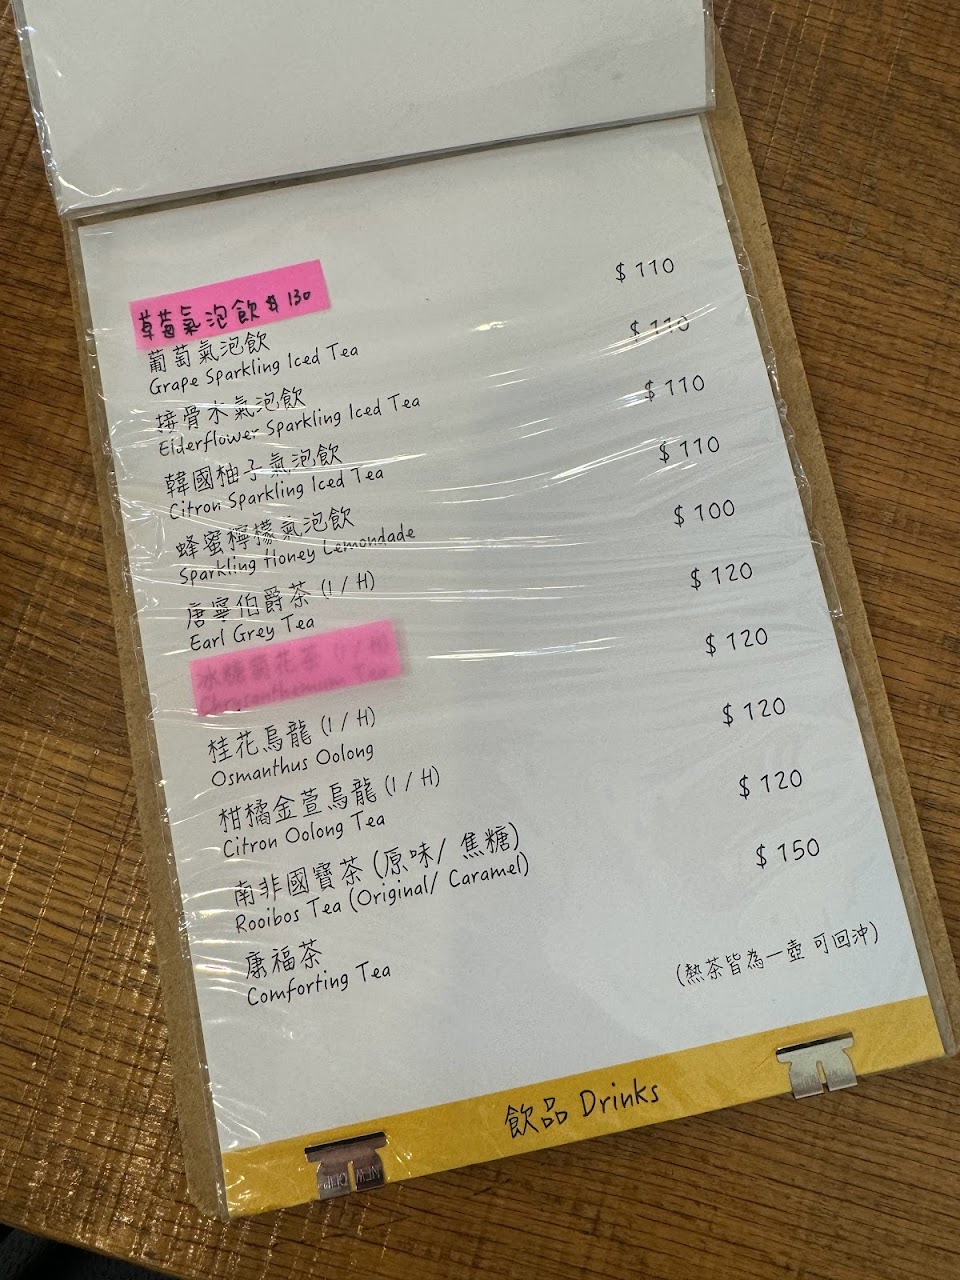 草莓氣泡飲 $ 130
葡萄氣泡飲 $ 110
Grape Sparkling Iced Tea
接骨木氣泡飲 $ 110
Elderflower Sparkling Iced Tea
韓國柚子氣泡飲 $ 110
Citron Sparkling Iced Tea
蜂蜜檸檬氣泡飲 $ 110
Sparkling Honey Lemondade
唐寧伯爵茶 (I / H) $ 100
Earl Grey Tea
冰糖菊花茶 (I / H) $ 120
Chrysanthemum Tea
桂花烏龍 (I / H) $ 120
Osmanthus Oolong
柑橘金萱烏龍 (I / H) $ 120
Citron Oolong Tea
南非國寶茶 (原味/ 焦糖) $ 120
Rooibos Tea (Original/ Caramel)
康福茶 $ 150
Comforting Tea
(熱茶皆為一壺 可回沖)
飲品 Drinks